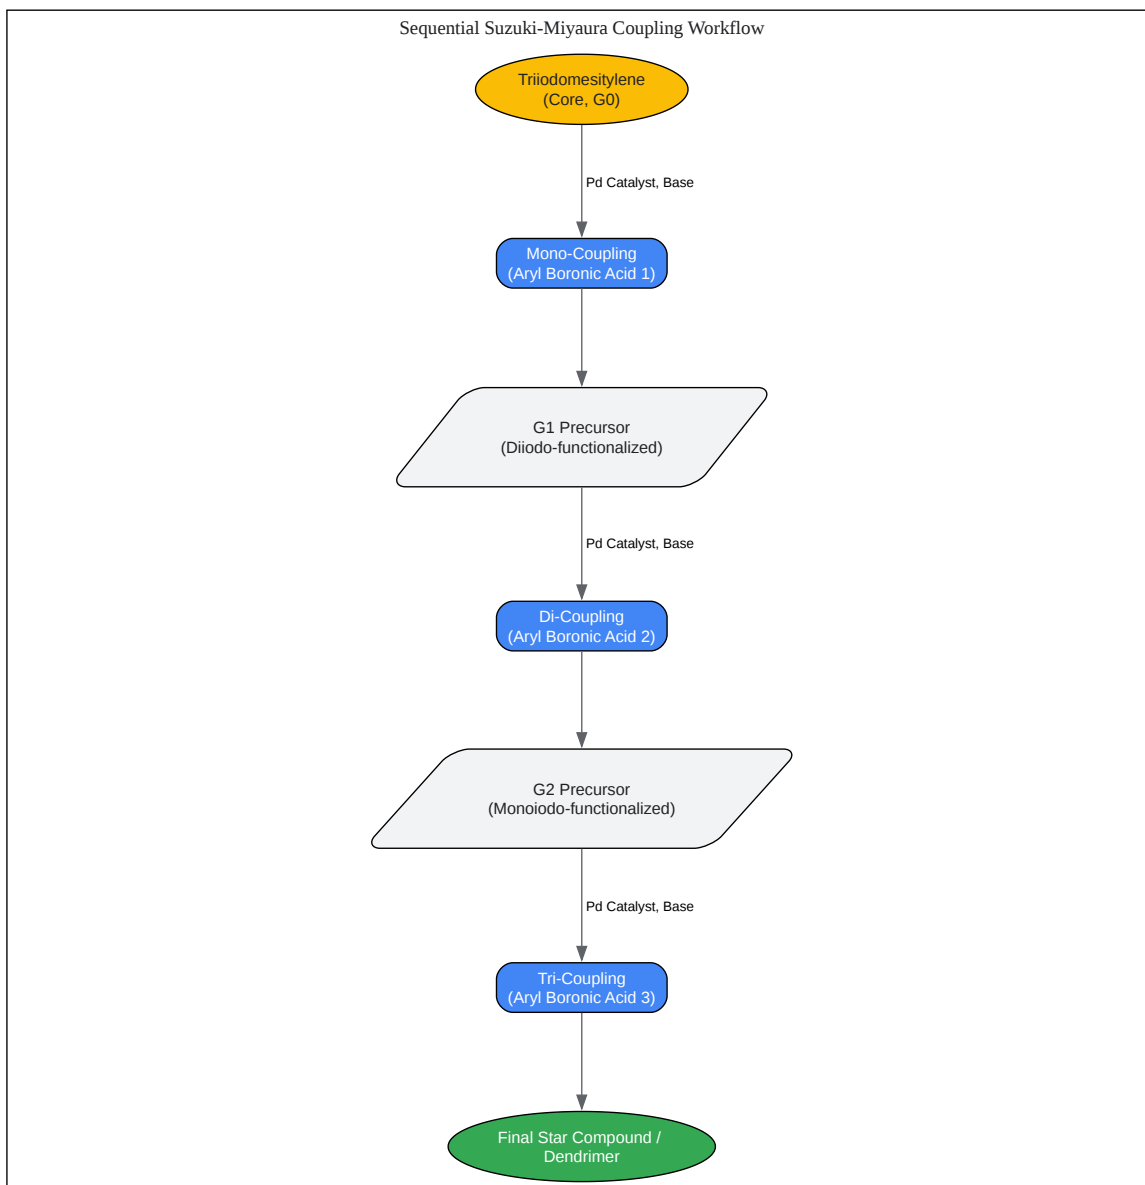 Sequential Suzuki-Miyaura Coupling Workflow
Triiodomesitylene
(Core, G0)
Pd Catalyst, Base
Mono-Coupling
(Aryl Boronic Acid 1)
G1 Precursor
(Diiodo-functionalized)
Pd Catalyst, Base
Di-Coupling
(Aryl Boronic Acid 2)
G2 Precursor
(Monoiodo-functionalized)
Pd Catalyst, Base
Tri-Coupling
(Aryl Boronic Acid 3)
Final Star Compound /
Dendrimer